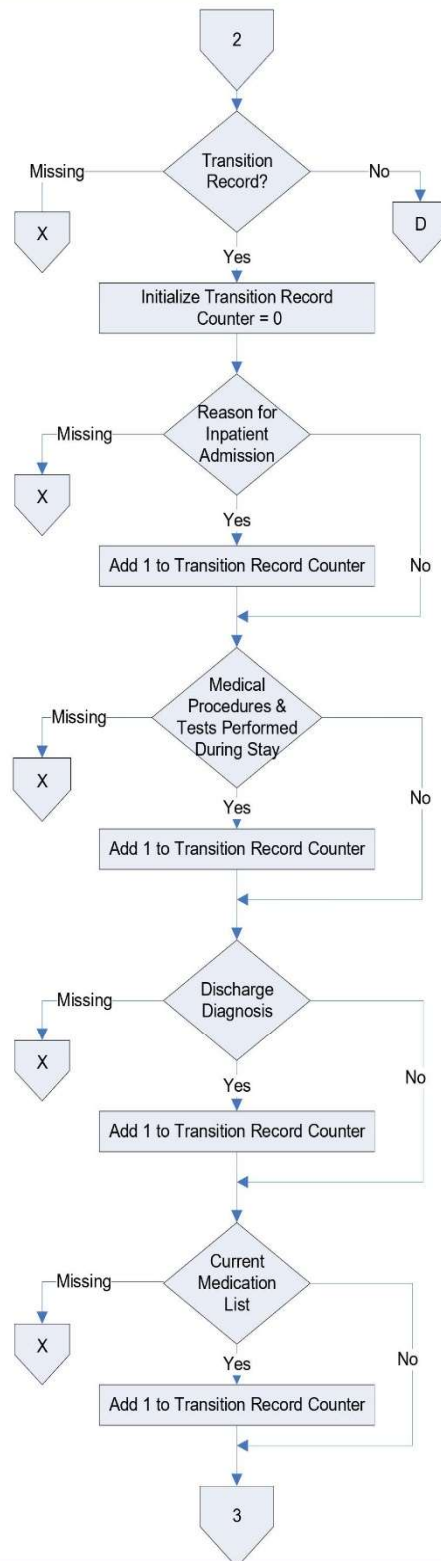 2
Transition
Record?
Missing
No
X
D
Yes
Initialize Transition Record
Counter = 0
Reason for
Inpatient
Admission
Missing
X
Yes
No
Add 1 to Transition Record Counter
Medical
Procedures &
Tests Performed
During Stay
Missing
X
Yes
No
Add 1 to Transition Record Counter
Discharge
Diagnosis
Missing
X
Yes
No
Add 1 to Transition Record Counter
Current
Medication
List
Missing
X
Yes
No
Add 1 to Transition Record Counter
3